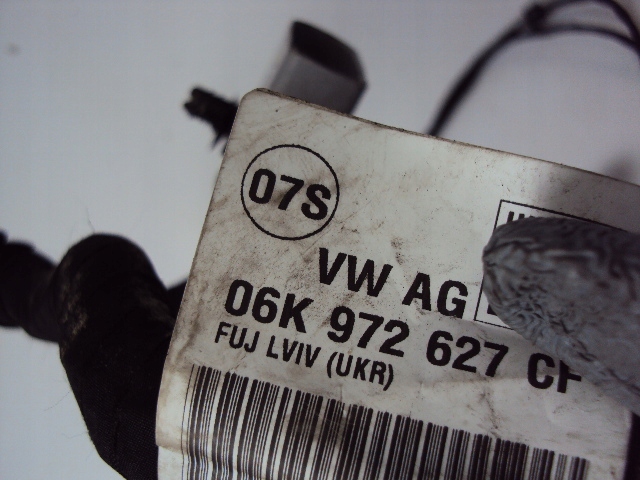 07S
VW AG
06K 972 627 CF
FUJ LVIV (UKR)